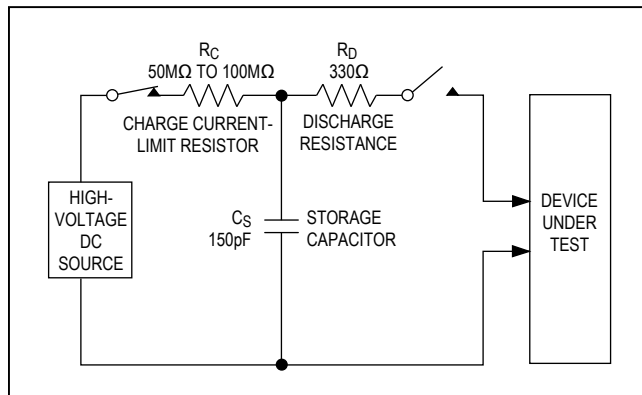 RC
50MΩ TO 100MΩ
CHARGE CURRENT-
LIMIT RESISTOR
RD
330Ω
DISCHARGE
RESISTANCE
HIGH-
VOLTAGE
DC
SOURCE
CS
150pF
STORAGE
CAPACITOR
DEVICE
UNDER
TEST